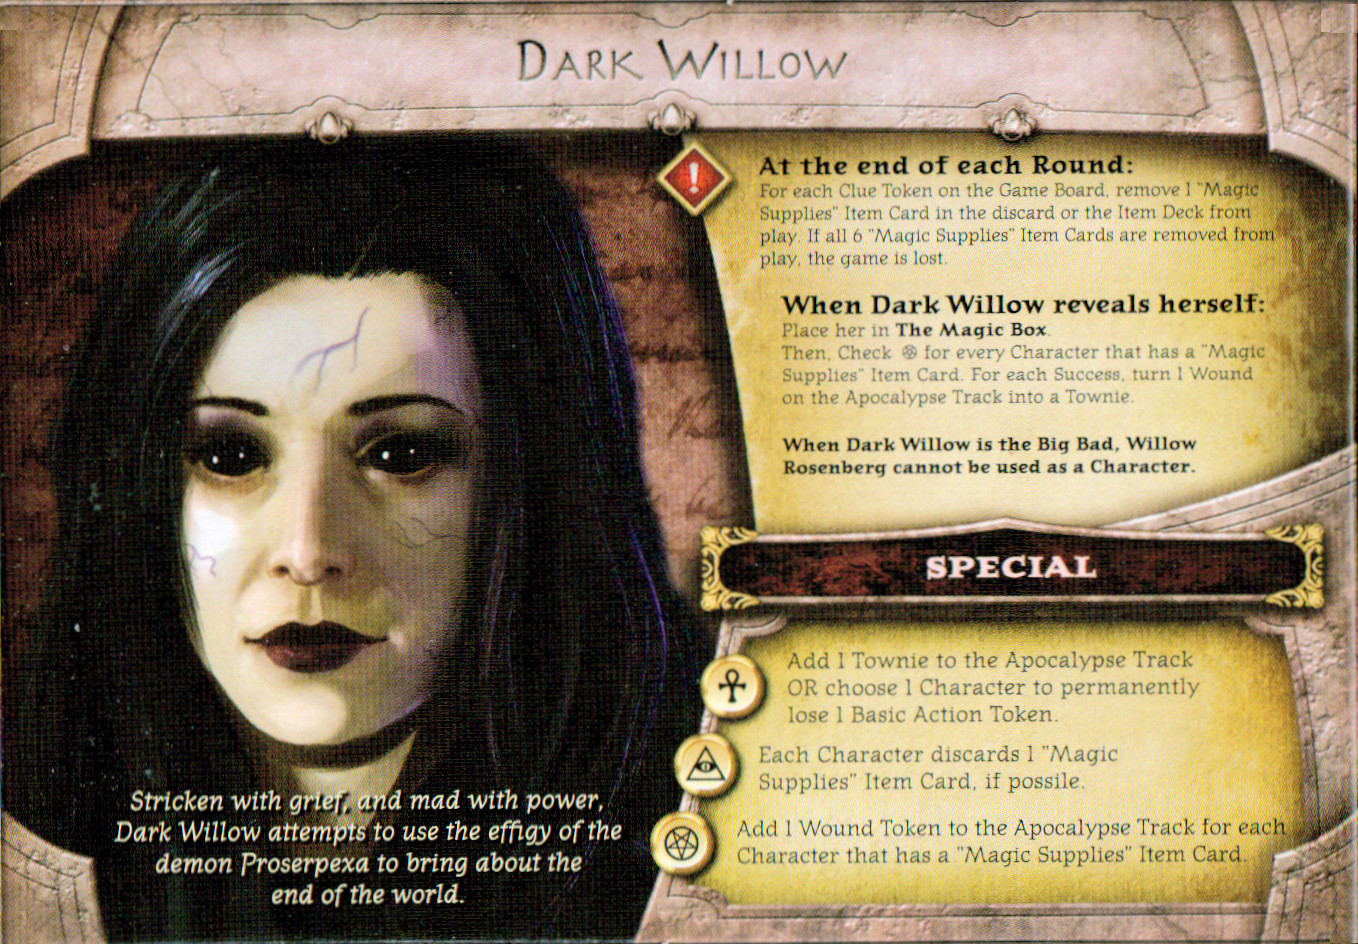 DARK WILLOW
At the end of each Round:
For each Clue Token on the Game Board, remove 1 "Magic
Supplies" Item Card in the discard or the Item Deck from
play. If all 6 "Magic Supplies" Item Cards are removed from
play, the game is lost.
When Dark Willow reveals herself:
Place her in The Magic Box.
Then, Check for every Character that has a "Magic
Supplies" Item Card. For each Success, turn 1 Wound
on the Apocalypse Track into a Townie.
When Dark Willow is the Big Bad, Willow
Rosenberg cannot be used as a Character.
SPECIAL
Add 1 Townie to the Apocalypse Track
OR choose 1 Character to permanently
lose 1 Basic Action Token.
Each Character discards 1 "Magic
Supplies" Item Card, if possile.
Add 1 Wound Token to the Apocalypse Track for each
Character that has a "Magic Supplies" Item Card.
Stricken with grief, and mad with power,
Dark Willow attempts to use the effigy of the
demon Proserpexa to bring about the
end of the world.